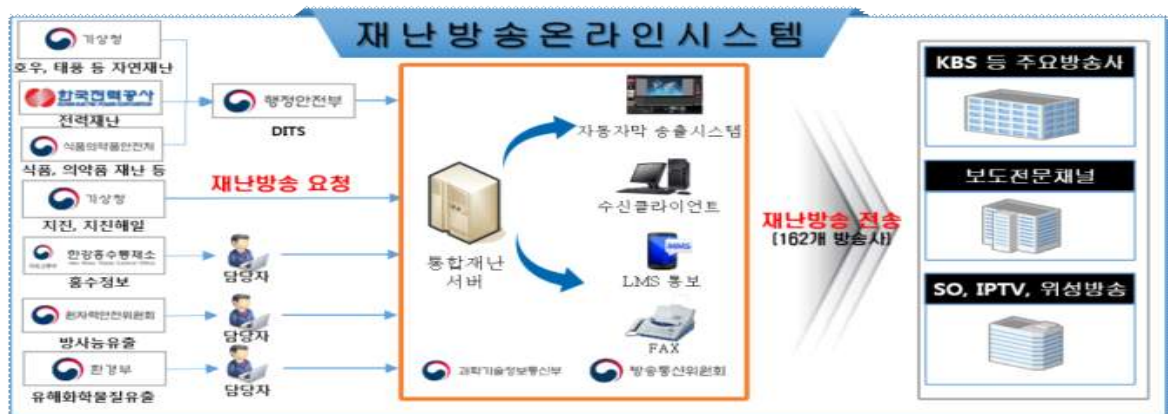 재난방송온라인시스템
기상청
호우, 태풍 등 자연재난
한국전력공사
전력재난
식품의약품안전처
식품, 의약품 재난 등
행정안전부
DITS
재난방송 요청
기상청
지진, 지진해일
한강홍수통제소
홍수정보
담당자
원자력안전위원회
방사능유출
담당자
환경부
유해화학물질유출
담당자
통합재난
서버
자동자막 송출시스템
수신클라이언트
MMS
LMS 통보
FAX
과학기술정보통신부
방송통신위원회
재난방송 전송
(162개 방송사)
KBS 등 주요방송사
보도전문채널
SO, IPTV, 위성방송